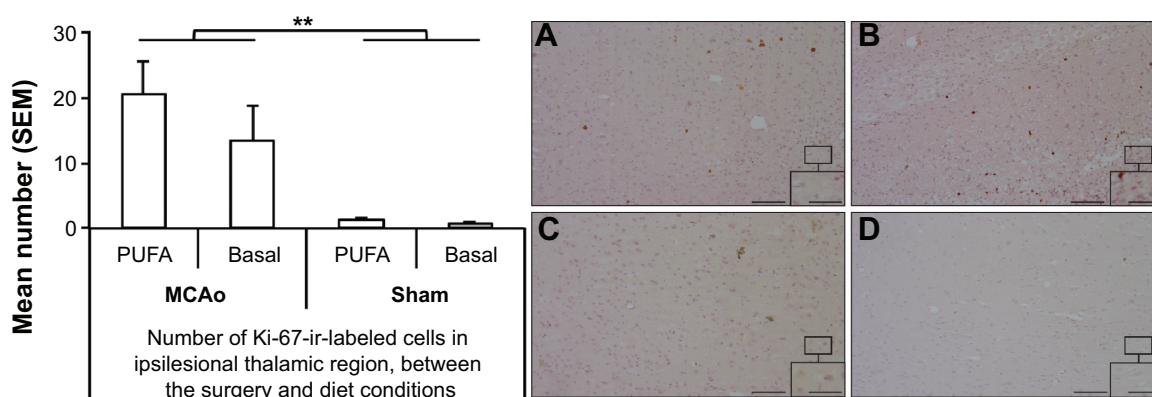 **
30
20
10
0
Mean number (SEM)
PUFA Basal PUFA Basal
MCAo Sham
Number of Ki-67-ir-labeled cells in
ipsilesional thalamic region, between
the surgery and diet conditions
A
B
C
D